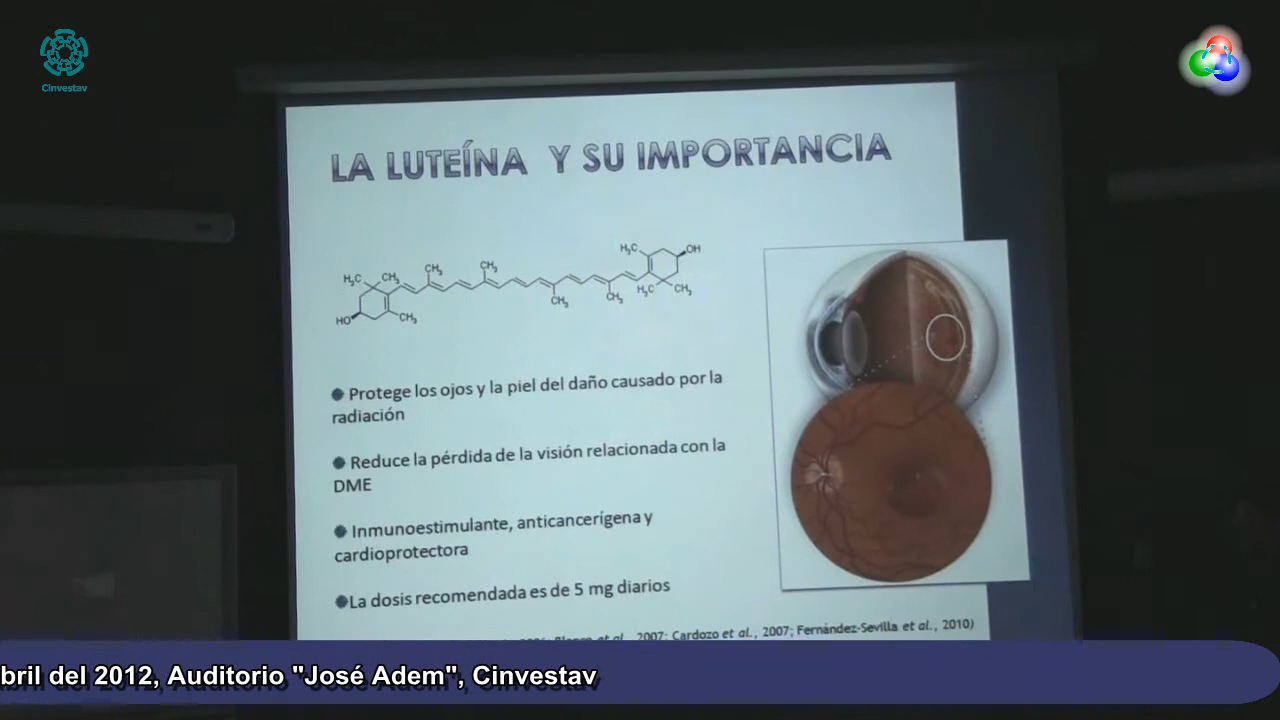 Cinvestav
LA LUTEÍNA Y SU IMPORTANCIA
H₃C
CH₃
CH₃
CH₃
HO
CH₃
CH₃
CH₃
H₃C
OH
H₃C
CH₃
Protege los ojos y la piel del daño causado por la
radiación
Reduce la pérdida de la visión relacionada con la
DME
Inmunoestimulante, anticancerígena y
cardioprotectora
La dosis recomendada es de 5 mg diarios
et al., 2007; Cardozo et al., 2007; Fernández-Sevilla et al., 2010)
bril del 2012, Auditorio "José Adem", Cinvestav